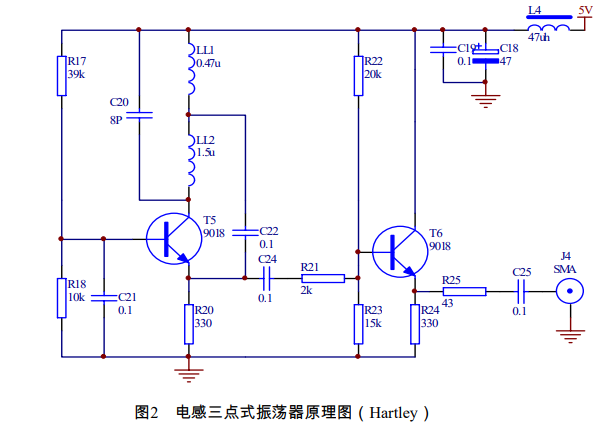 L4
5V
47uh
R17
39k
LL1
0.47u
R22
20k
C19
0.1
+
C18
47
C20
8P
LL2
1.5u
T5
9018
C22
0.1
T6
9018
C24
0.1
R21
2k
R18
10k
C21
0.1
R20
330
R23
15k
R24
330
R25
43
C25
0.1
J4
SMA
图2 电感三点式振荡器原理图（Hartley）